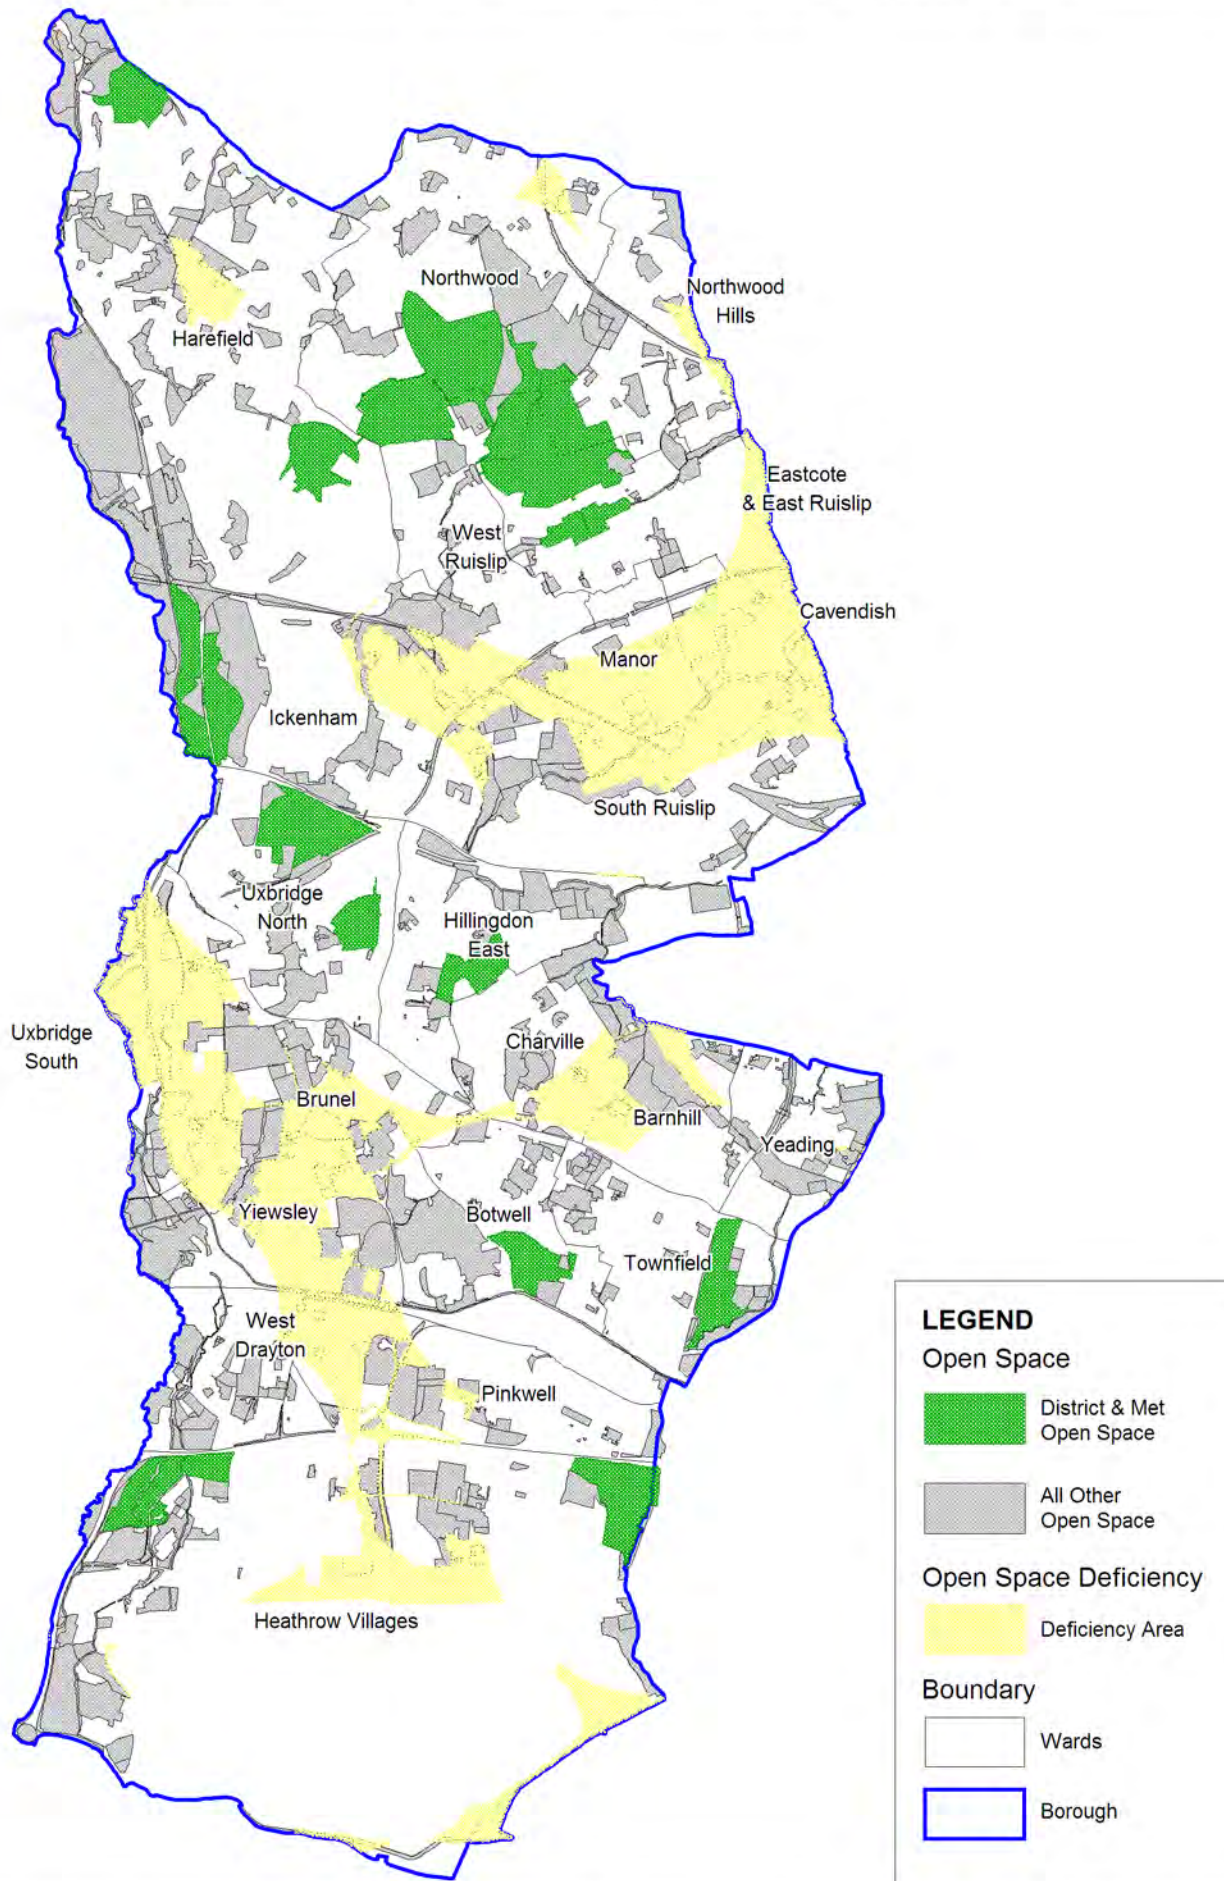 Northwood
Northwood
Hills
Harefield
Eastcote
& East Ruislip
West
Ruislip
Cavendish
Manor
Ickenham
South Ruislip
Uxbridge
North
Hillingdon
East
Uxbridge
South
Charville
Brunel
Barnhill
Yeading
Yiewsley
Botwell
Townfield
West
Drayton
Pinkwell
Heathrow Villages
LEGEND
Open Space
District & Met
Open Space
All Other
Open Space
Open Space Deficiency
Deficiency Area
Boundary
Wards
Borough